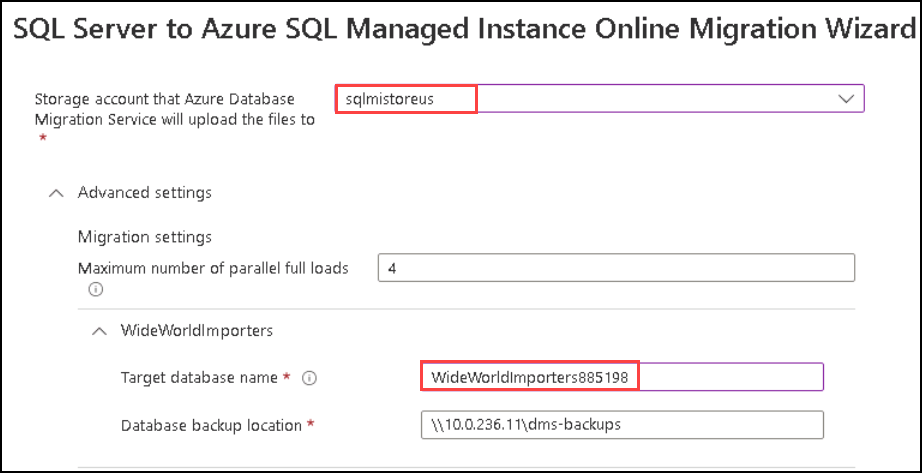 SQL Server to Azure SQL Managed Instance Online Migration Wizard
Storage account that Azure Database
Migration Service will upload the files to
*
sqlmistoreus
Advanced settings
Migration settings
Maximum number of parallel full loads
4
WideWorldImporters
Target database name *
WideWorldImporters885198
Database backup location *
\\10.0.236.11\dms-backups